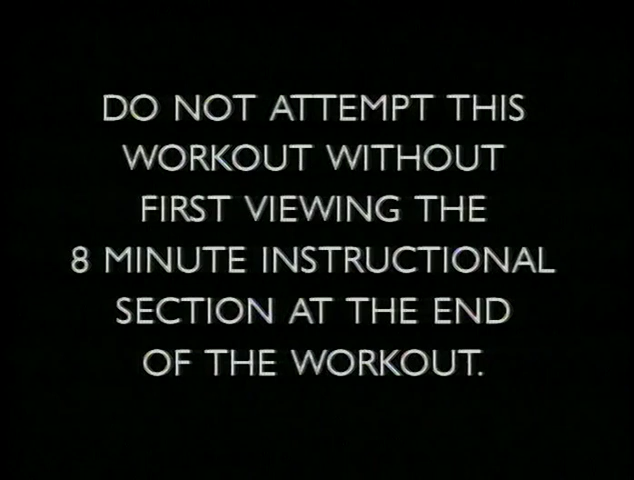 DO NOT ATTEMPT THIS
WORKOUT WITHOUT
FIRST VIEWING THE
8 MINUTE INSTRUCTIONAL
SECTION AT THE END
OF THE WORKOUT.